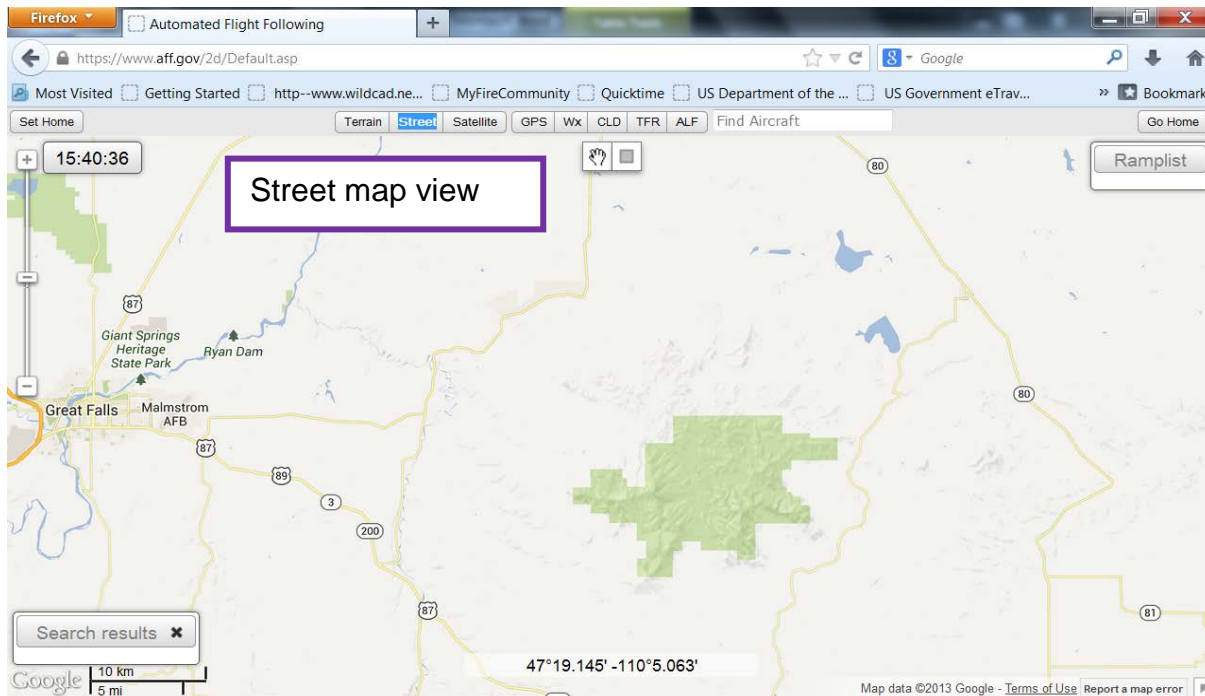 Firefox
Automated Flight Following
+
https://www.aff.gov/2d/Default.asp
8 Google
Most Visited Getting Started http--www.wildcad.ne... MyFireCommunity Quicktime US Department of the ... US Government eTrav... » Bookmark
Set Home Terrain Street Satellite GPS Wx CLD TFR ALF Find Aircraft Go Home
15:40:36
Ramplist
Street map view
80
87
Giant Springs
Heritage
State Park
Ryan Dam
Great Falls
Malmstrom
AFB
80
87
89
3
200
87
81
Search results ✖
47°19.145' -110°5.063'
Google
10 km
5 mi
Map data ©2013 Google - Terms of Use Report a map error